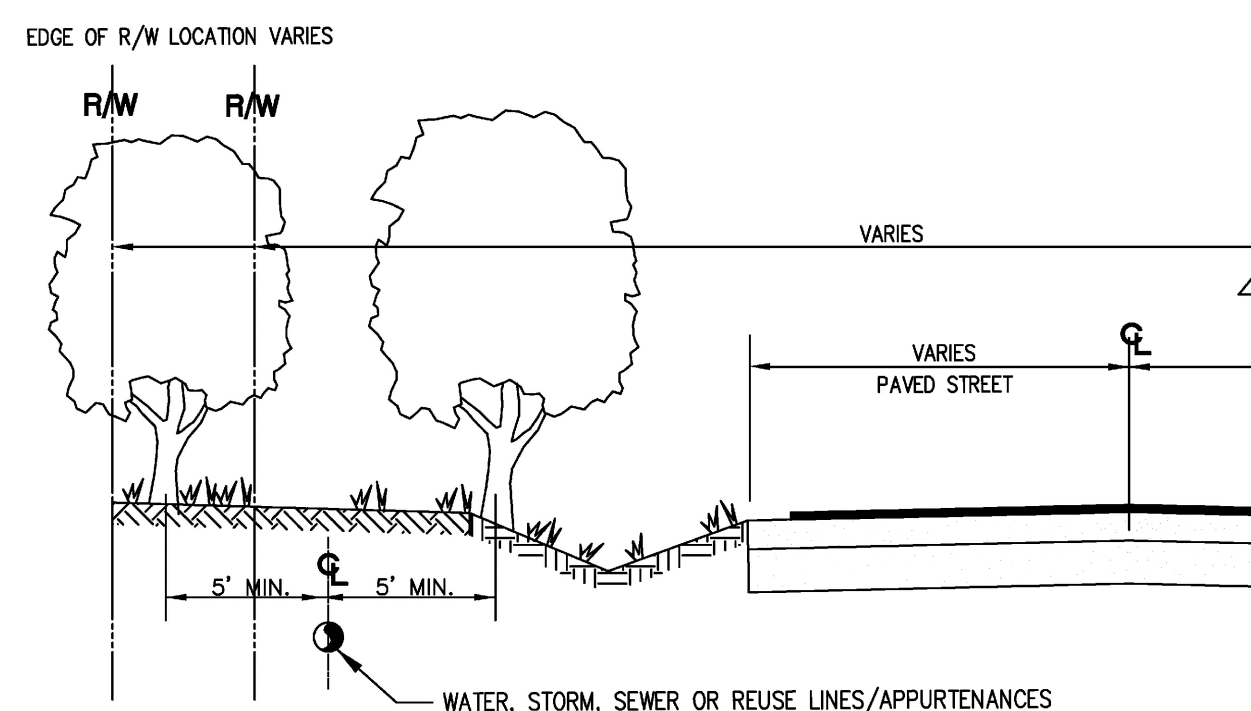 EDGE OF R/W LOCATION VARIES
R/W R/W
VARIES
℄
VARIES
PAVED STREET
℄
5' MIN. 5' MIN.
WATER, STORM, SEWER OR REUSE LINES/APPURTENANCES